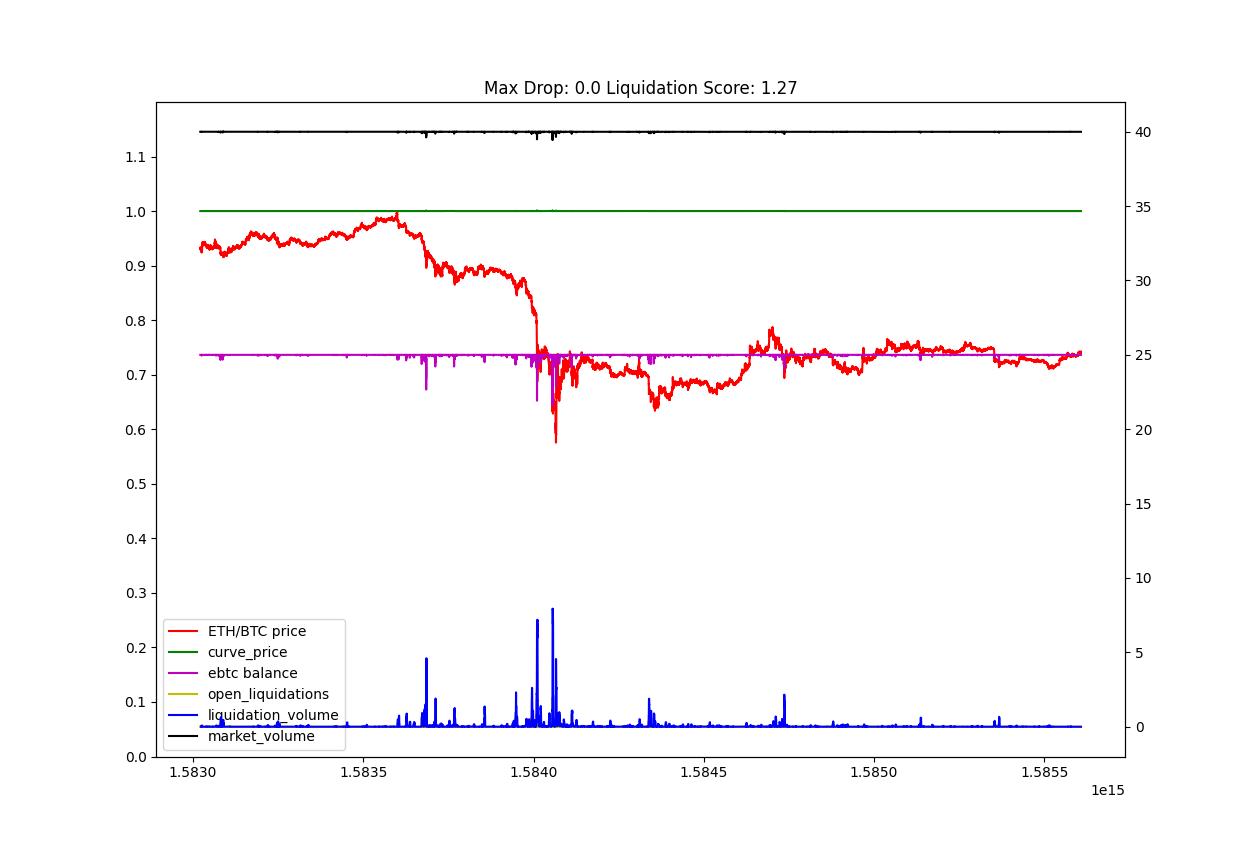 Max Drop: 0.0 Liquidation Score: 1.27
1.1
1.0
0.9
0.8
0.7
0.6
0.5
0.4
0.3
0.2
0.1
0.0
40
35
30
25
20
15
10
5
0
ETH/BTC price
curve_price
ebtc balance
open_liquidations
liquidation_volume
market_volume
1.5830 1.5835 1.5840 1.5845 1.5850 1.5855
1e15